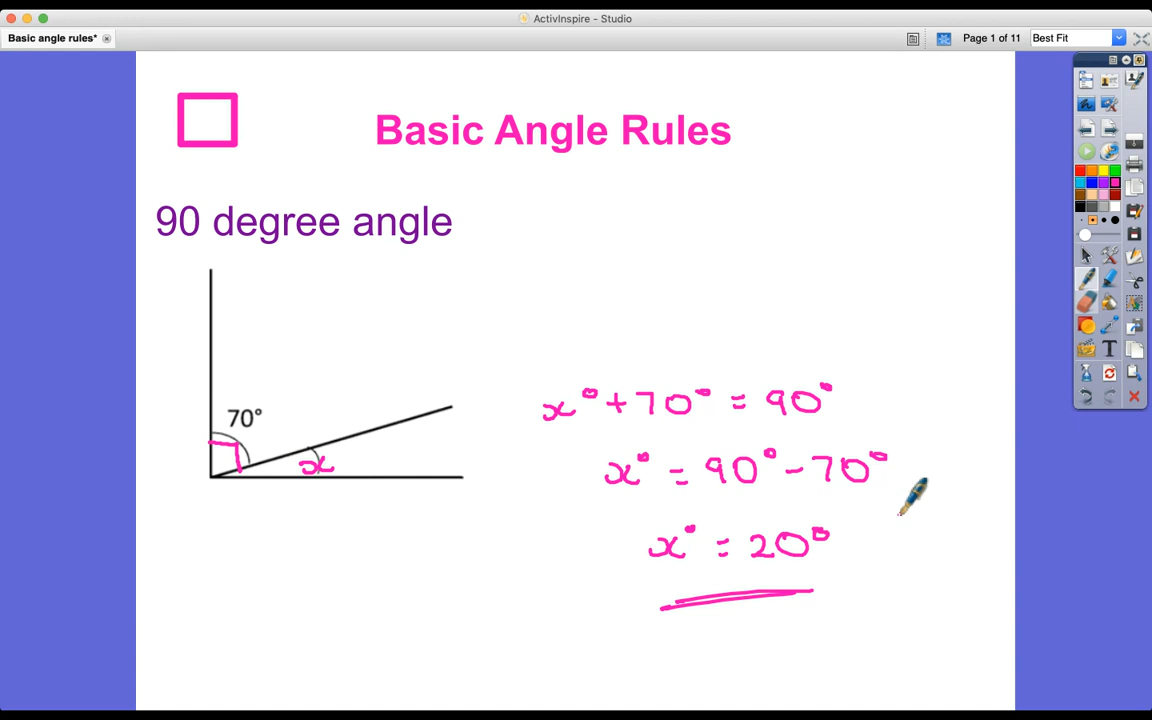 ActivInspire - Studio
Basic angle rules*
Page 1 of 11
Best Fit
Basic Angle Rules
90 degree angle
70°
x
x° + 70° = 90°
x° = 90° - 70°
x° = 20°